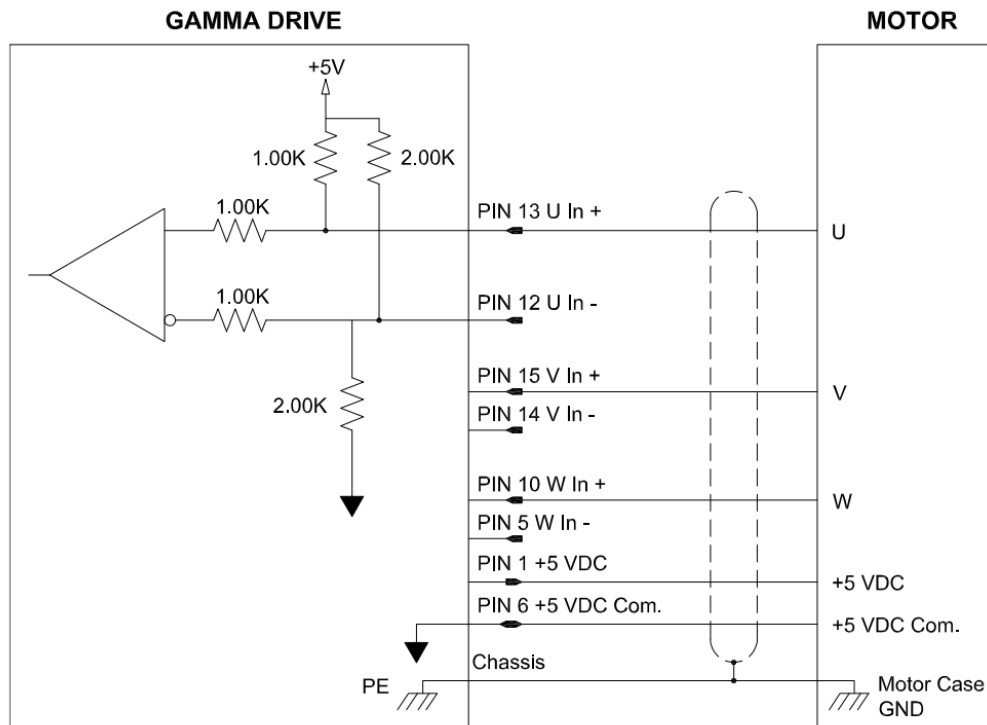 GAMMA DRIVE
MOTOR
+5V
1.00K
2.00K
1.00K
PIN 13 U In +
U
1.00K
PIN 12 U In -
2.00K
PIN 15 V In +
V
PIN 14 V In -
PIN 10 W In +
W
PIN 5 W In -
PIN 1 +5 VDC
+5 VDC
PIN 6 +5 VDC Com.
+5 VDC Com.
Chassis
PE
Motor Case
GND